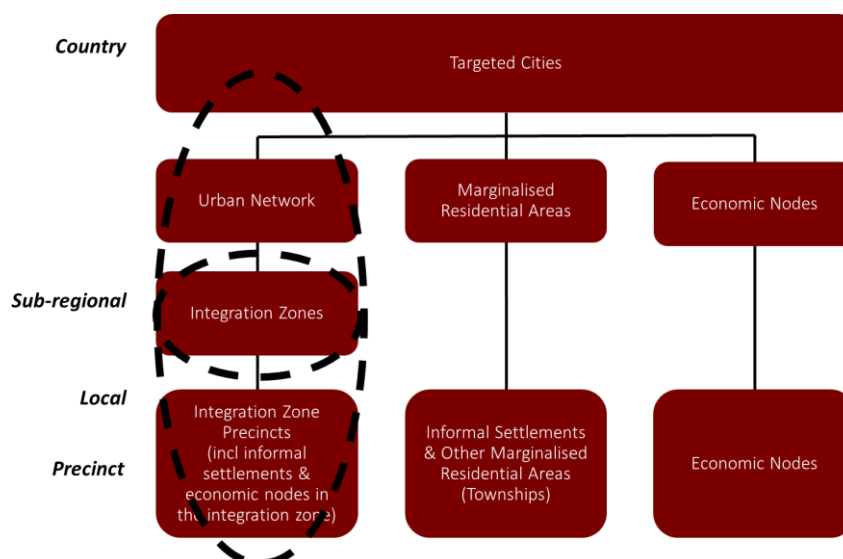 Country
Targeted Cities
Urban Network
Marginalised
Residential Areas
Economic Nodes
Sub-regional
Integration Zones
Local
Precinct
Integration Zone
Precincts
(incl informal
settlements &
economic nodes in
the integration zone)
Informal Settlements
& Other Marginalised
Residential Areas
(Townships)
Economic Nodes